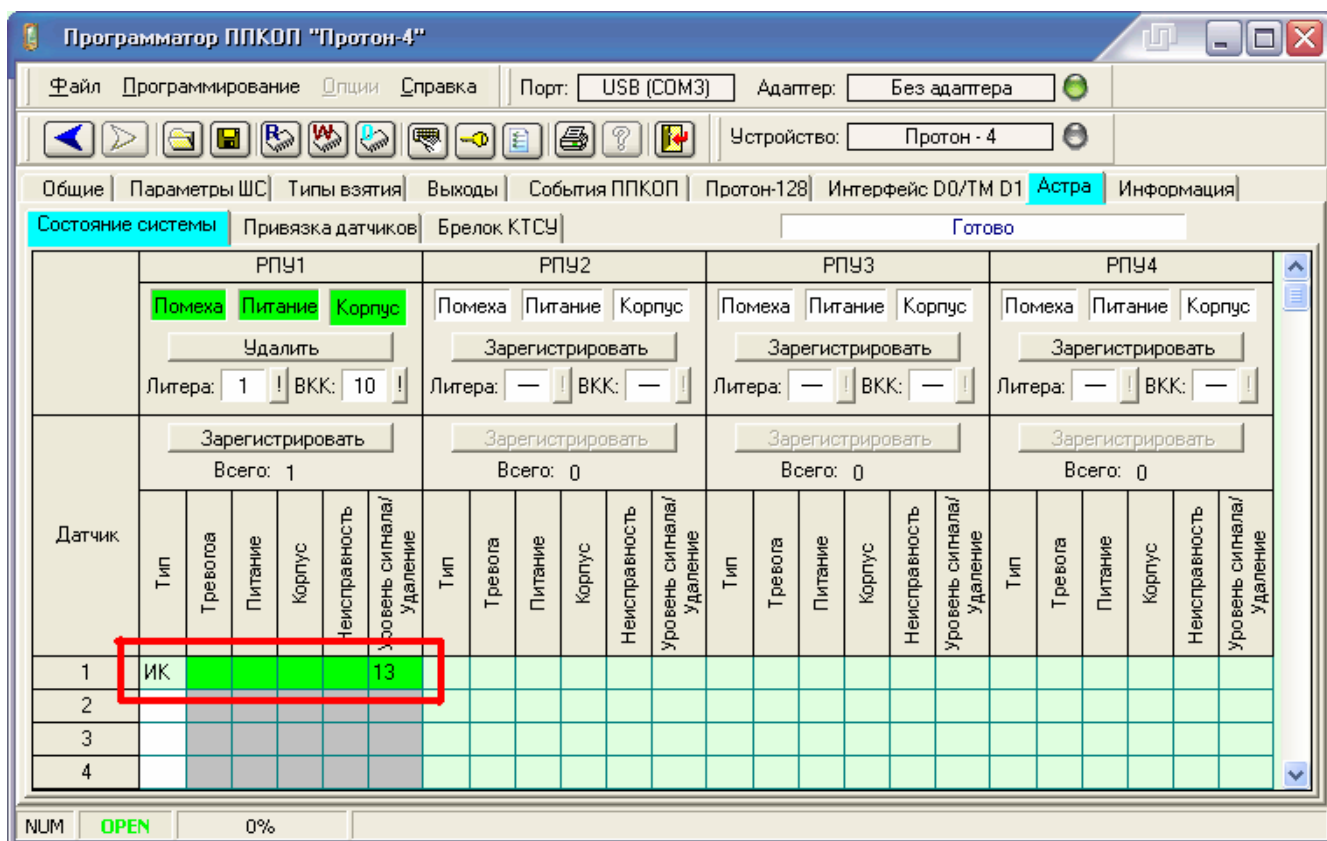 Программатор ППКОП "Протон-4"
Файл Программирование Опции Справка Порт: USB (COM3) Адаптер: Без адаптера
Устройство: Протон - 4
Общие Параметры ШС Типы взятия Выходы События ППКОП Протон-128 Интерфейс D0/TM D1 Астра Информация
Состояние системы Привязка датчиков Брелок КТСУ Готово
РПУ1 РПУ2 РПУ3 РПУ4
Помеха Питание Корпус Помеха Питание Корпус Помеха Питание Корпус Помеха Питание Корпус
Удалить Зарегистрировать Зарегистрировать Зарегистрировать
Литера: 1 ! ВКК: 10 ! Литера: — ! ВКК: — ! Литера: — ! ВКК: — ! Литера: — ! ВКК: — !
Зарегистрировать Зарегистрировать Зарегистрировать Зарегистрировать
Всего: 1 Всего: 0 Всего: 0 Всего: 0
Датчик
Тип
Тревогоа
Питание
Корпус
Неисправность
Уровень сигнала/
Удаление
Тип
Тревога
Питание
Корпус
Неисправность
Уровень сигнала/
Удаление
Тип
Тревога
Питание
Корпус
Неисправность
Уровень сигнала/
Удаление
Тип
Тревога
Питание
Корпус
Неисправность
Уровень сигнала/
Удаление
1 ИК 13
2
3
4
NUM OPEN 0%